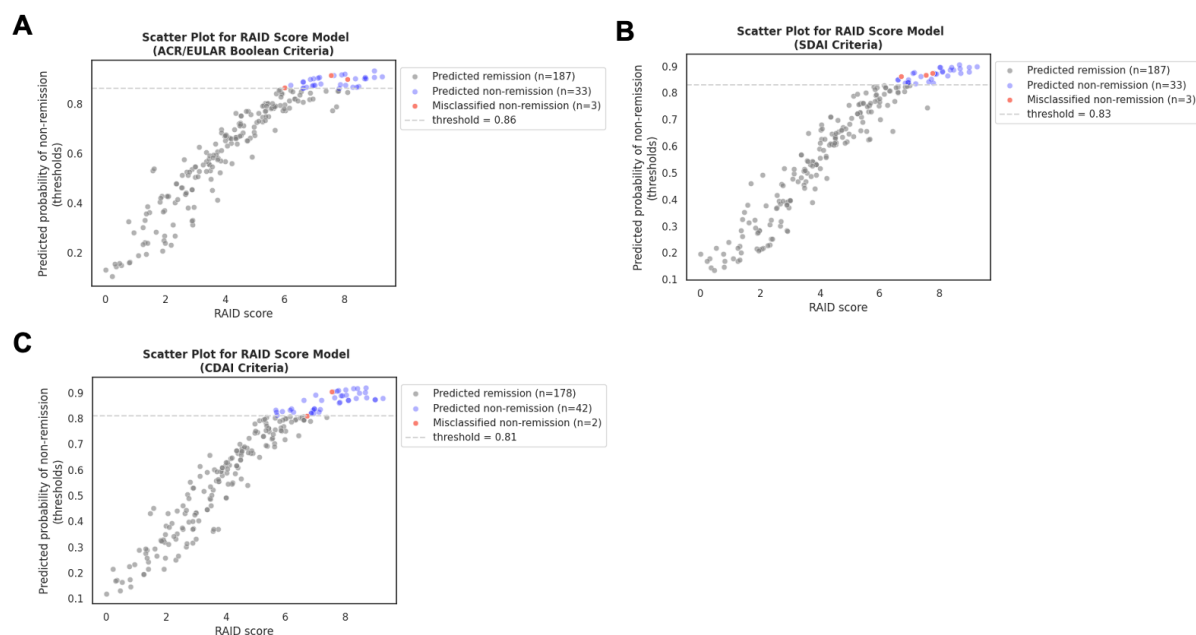 A
Scatter Plot for RAID Score Model
(ACR/EULAR Boolean Criteria)
Predicted probability of non-remission
(thresholds)
0.8
0.6
0.4
0.2
0 2 4 6 8
RAID score
Predicted remission (n=187)
Predicted non-remission (n=33)
Misclassified non-remission (n=3)
threshold = 0.86
B
Scatter Plot for RAID Score Model
(SDAI Criteria)
Predicted probability of non-remission
(thresholds)
0.9
0.8
0.7
0.6
0.5
0.4
0.3
0.2
0.1
0 2 4 6 8
RAID score
Predicted remission (n=187)
Predicted non-remission (n=33)
Misclassified non-remission (n=3)
threshold = 0.83
C
Scatter Plot for RAID Score Model
(CDAI Criteria)
Predicted probability of non-remission
(thresholds)
0.9
0.8
0.7
0.6
0.5
0.4
0.3
0.2
0.1
0 2 4 6 8
RAID score
Predicted remission (n=178)
Predicted non-remission (n=42)
Misclassified non-remission (n=2)
threshold = 0.81